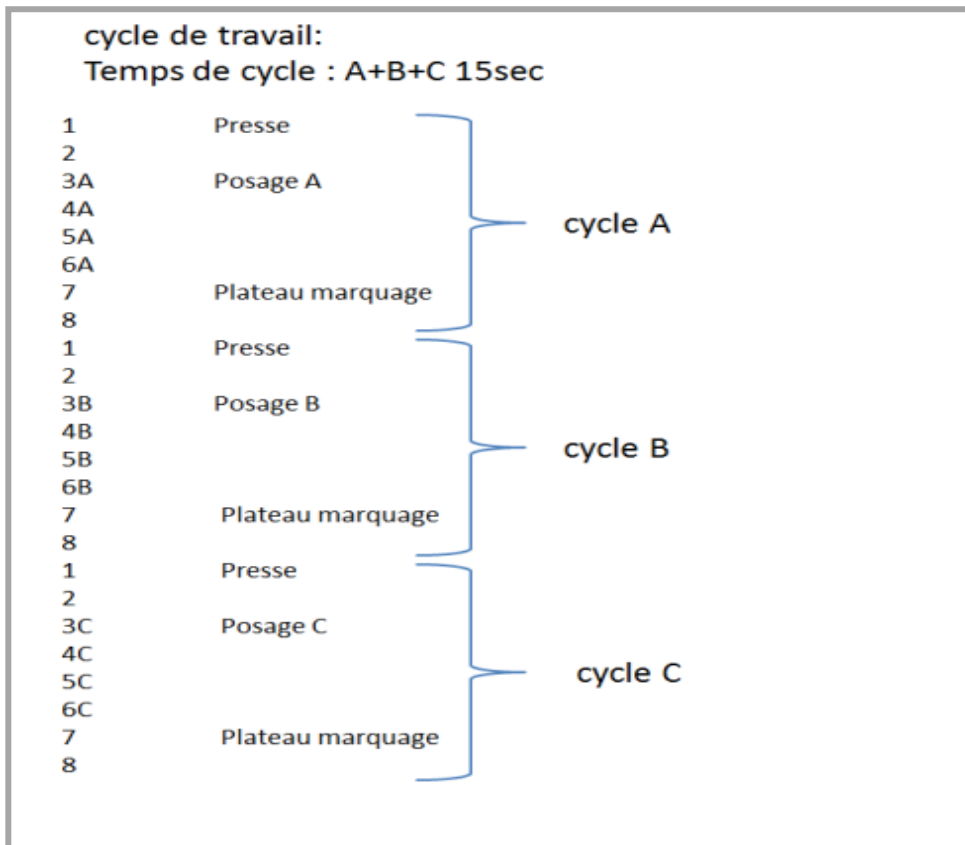 cycle de travail:
Temps de cycle : A+B+C 15sec
1 Presse
2
3A Posage A
4A
5A
6A
7 Plateau marquage
8
cycle A
1 Presse
2
3B Posage B
4B
5B
6B
7 Plateau marquage
8
cycle B
1 Presse
2
3C Posage C
4C
5C
6C
7 Plateau marquage
8
cycle C